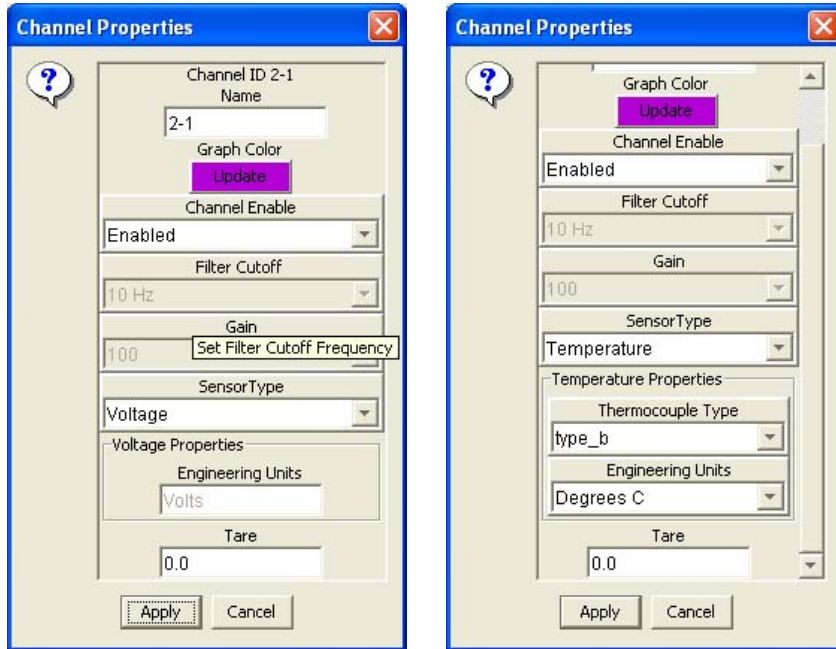 Channel Properties
Channel ID 2-1
Name
2-1
Graph Color
Update
Channel Enable
Enabled
Filter Cutoff
10 Hz
Gain
100
Set Filter Cutoff Frequency
SensorType
Voltage
Voltage Properties
Engineering Units
Volts
Tare
0.0
Apply Cancel
Channel Properties
Graph Color
Update
Channel Enable
Enabled
Filter Cutoff
10 Hz
Gain
100
SensorType
Temperature
Temperature Properties
Thermocouple Type
type_b
Engineering Units
Degrees C
Tare
0.0
Apply Cancel